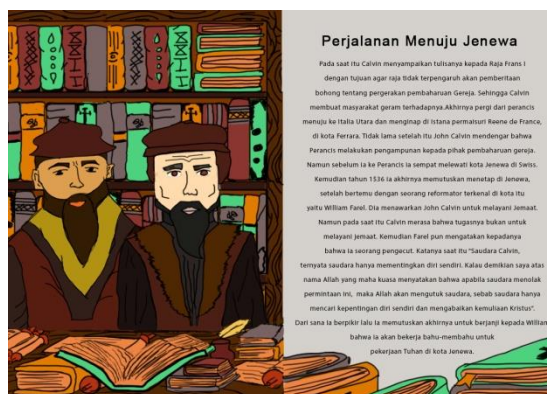 Perjalanan Menuju Jenewa
Pada saat itu Calvin menyampaikan tulisanya kepada Raja Frans I
dengan tujuan agar raja tidak terpengaruh akan pemberitaan
bohong tentang pergerakan pembaharuan Gereja. Sehingga Calvin
membuat masyarakat geram terhadapnya.Akhirnya pergi dari perancis
menuju ke Italia Utara dan menginap di istana permaisuri Reene de France,
di kota Ferrara. Tidak lama setelah itu John Calvin mendengar bahwa
Perancis melakukan pengampunan kepada pihak pembaharuan gereja.
Namun sebelum ia ke Perancis ia sempat melewati kota Jenewa di Swiss.
Kemudian tahun 1536 ia akhirnya memutuskan menetap di Jenewa,
setelah bertemu dengan seorang reformator terkenal di kota itu
yaitu William Farel. Dia menawarkan John Calvin untuk melayani Jemaat.
Namun pada saat itu Calvin merasa bahwa tugasnya bukan untuk
melayani Jemaat. Kemudian Farel pun mengatakan kepadanya
bahwa ia seorang pengecut. Katanya saat itu "Saudara Calvin,
ternyata saudara hanya mementingkan diri sendiri. Kalau demikian saya atas
nama Allah yang maha kuasa menyatakan bahwa apabila saudara menolak
permintaan ini, maka Allah akan mengutuk saudara, sebab saudara hanya
mencari kepentingan diri sendiri dan mengabaikan kemuliaan Kristus".
Dari sana ia berpikir lalu ia memutuskan akhirnya untuk berjanji kepada William
bahwa ia akan bekerja bahu-membahu untuk
pekerjaan Tuhan di kota Jenewa.